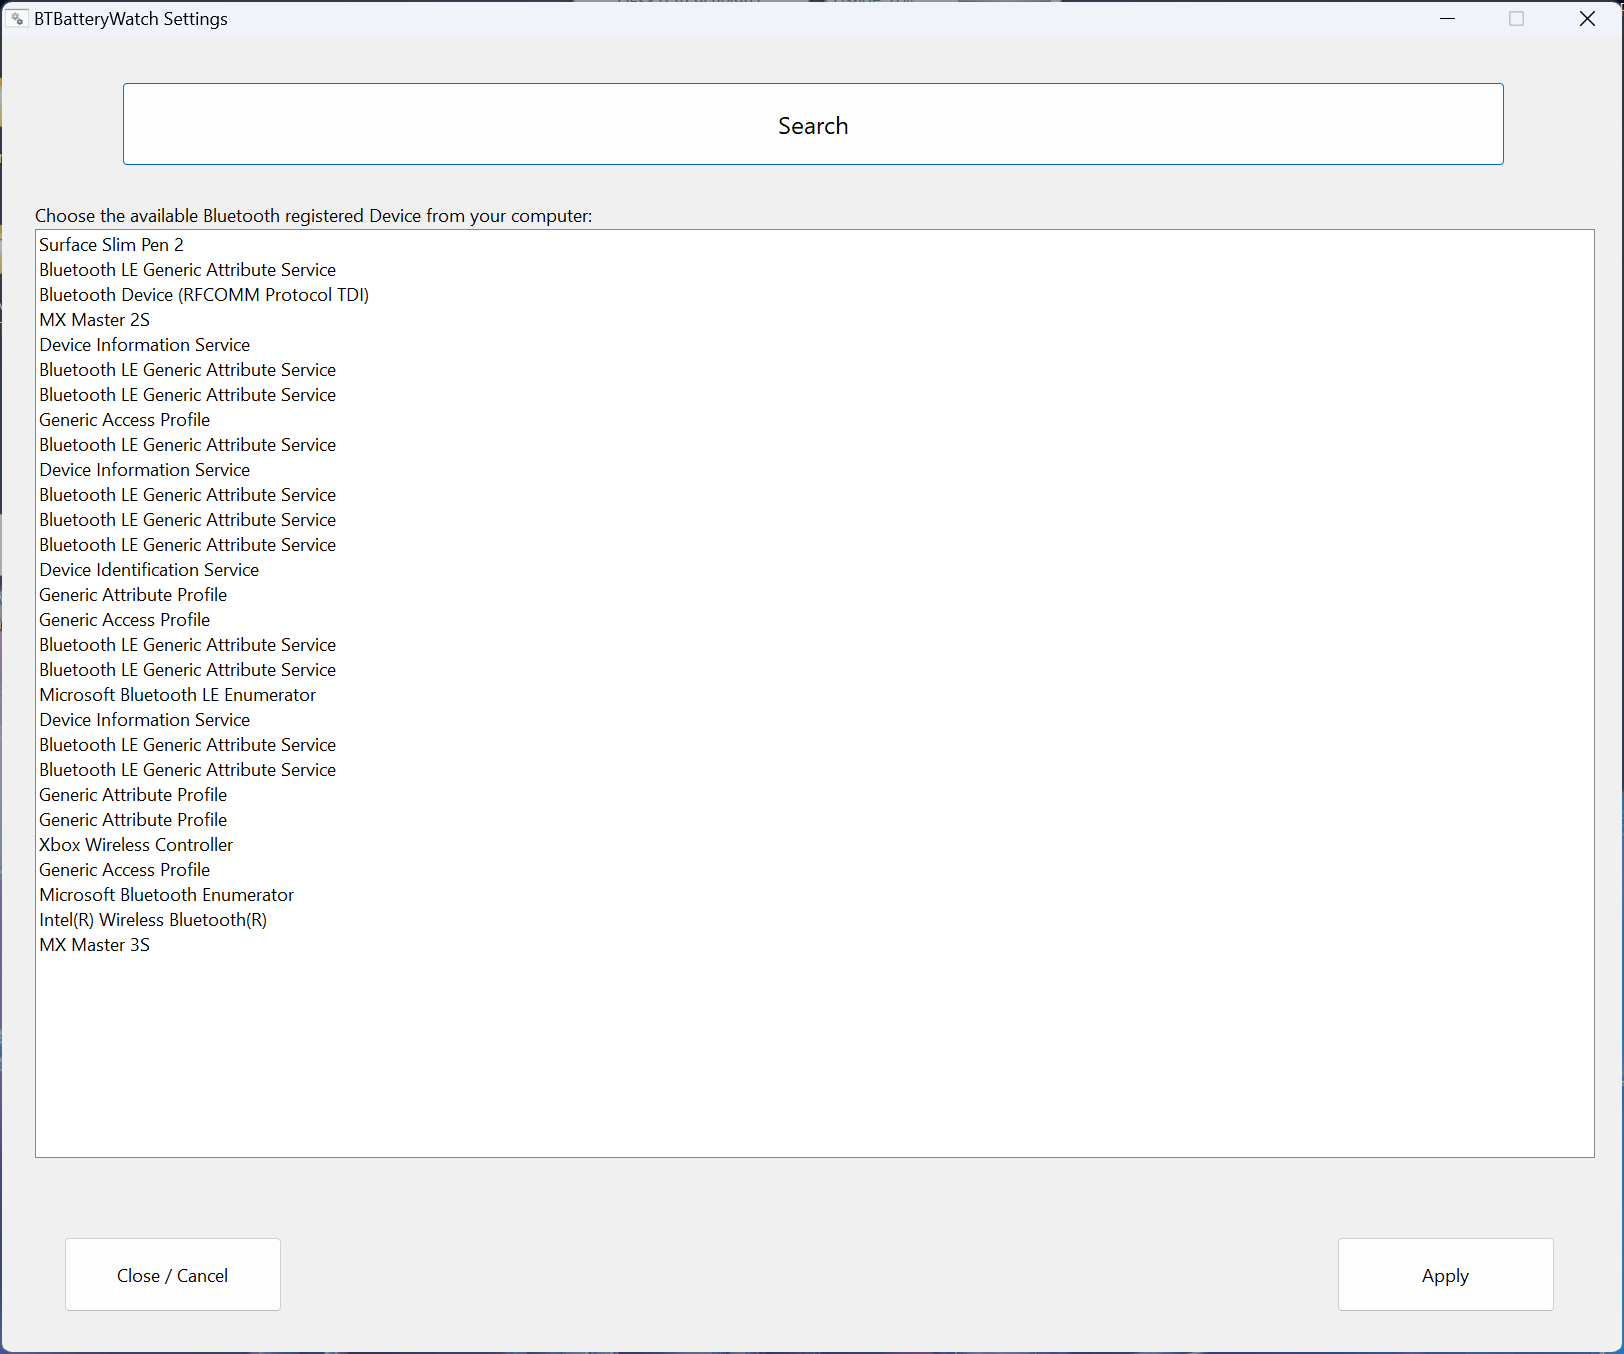 BTBatteryWatch Settings
Search
Choose the available Bluetooth registered Device from your computer:
Surface Slim Pen 2
Bluetooth LE Generic Attribute Service
Bluetooth Device (RFCOMM Protocol TDI)
MX Master 2S
Device Information Service
Bluetooth LE Generic Attribute Service
Bluetooth LE Generic Attribute Service
Generic Access Profile
Bluetooth LE Generic Attribute Service
Device Information Service
Bluetooth LE Generic Attribute Service
Bluetooth LE Generic Attribute Service
Bluetooth LE Generic Attribute Service
Device Identification Service
Generic Attribute Profile
Generic Access Profile
Bluetooth LE Generic Attribute Service
Bluetooth LE Generic Attribute Service
Microsoft Bluetooth LE Enumerator
Device Information Service
Bluetooth LE Generic Attribute Service
Bluetooth LE Generic Attribute Service
Generic Attribute Profile
Generic Attribute Profile
Xbox Wireless Controller
Generic Access Profile
Microsoft Bluetooth Enumerator
Intel(R) Wireless Bluetooth(R)
MX Master 3S
Close / Cancel
Apply